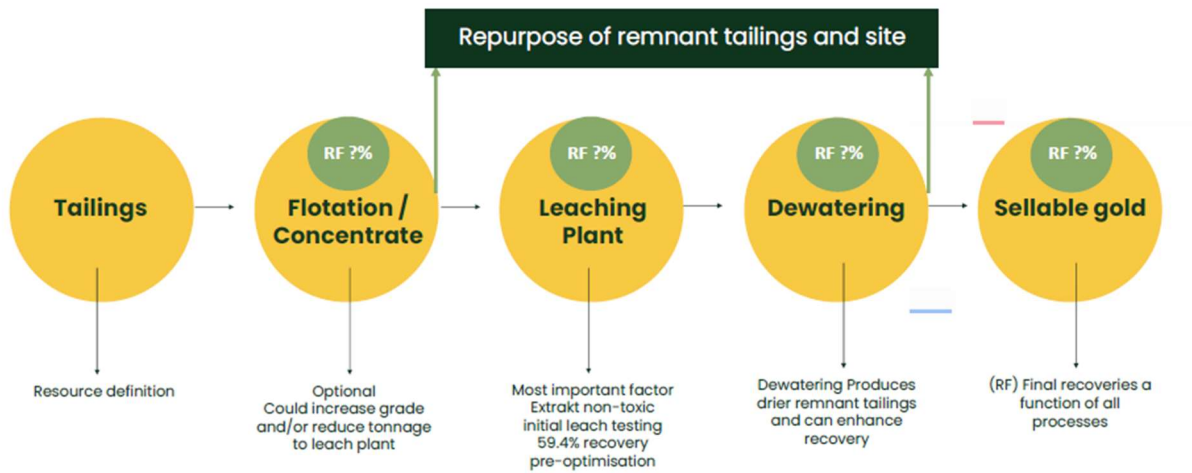 Repurpose of remnant tailings and site
Tailings
RF ?%
Flotation /
Concentrate
RF ?%
Leaching
Plant
RF ?%
Dewatering
RF ?%
Sellable gold
Resource definition
Optional
Could increase grade
and/or reduce tonnage
to leach plant
Most important factor
Extrakt non-toxic
initial leach testing
59.4% recovery
pre-optimisation
Dewatering Produces
drier remnant tailings
and can enhance
recovery
(RF) Final recoveries a
function of all
processes